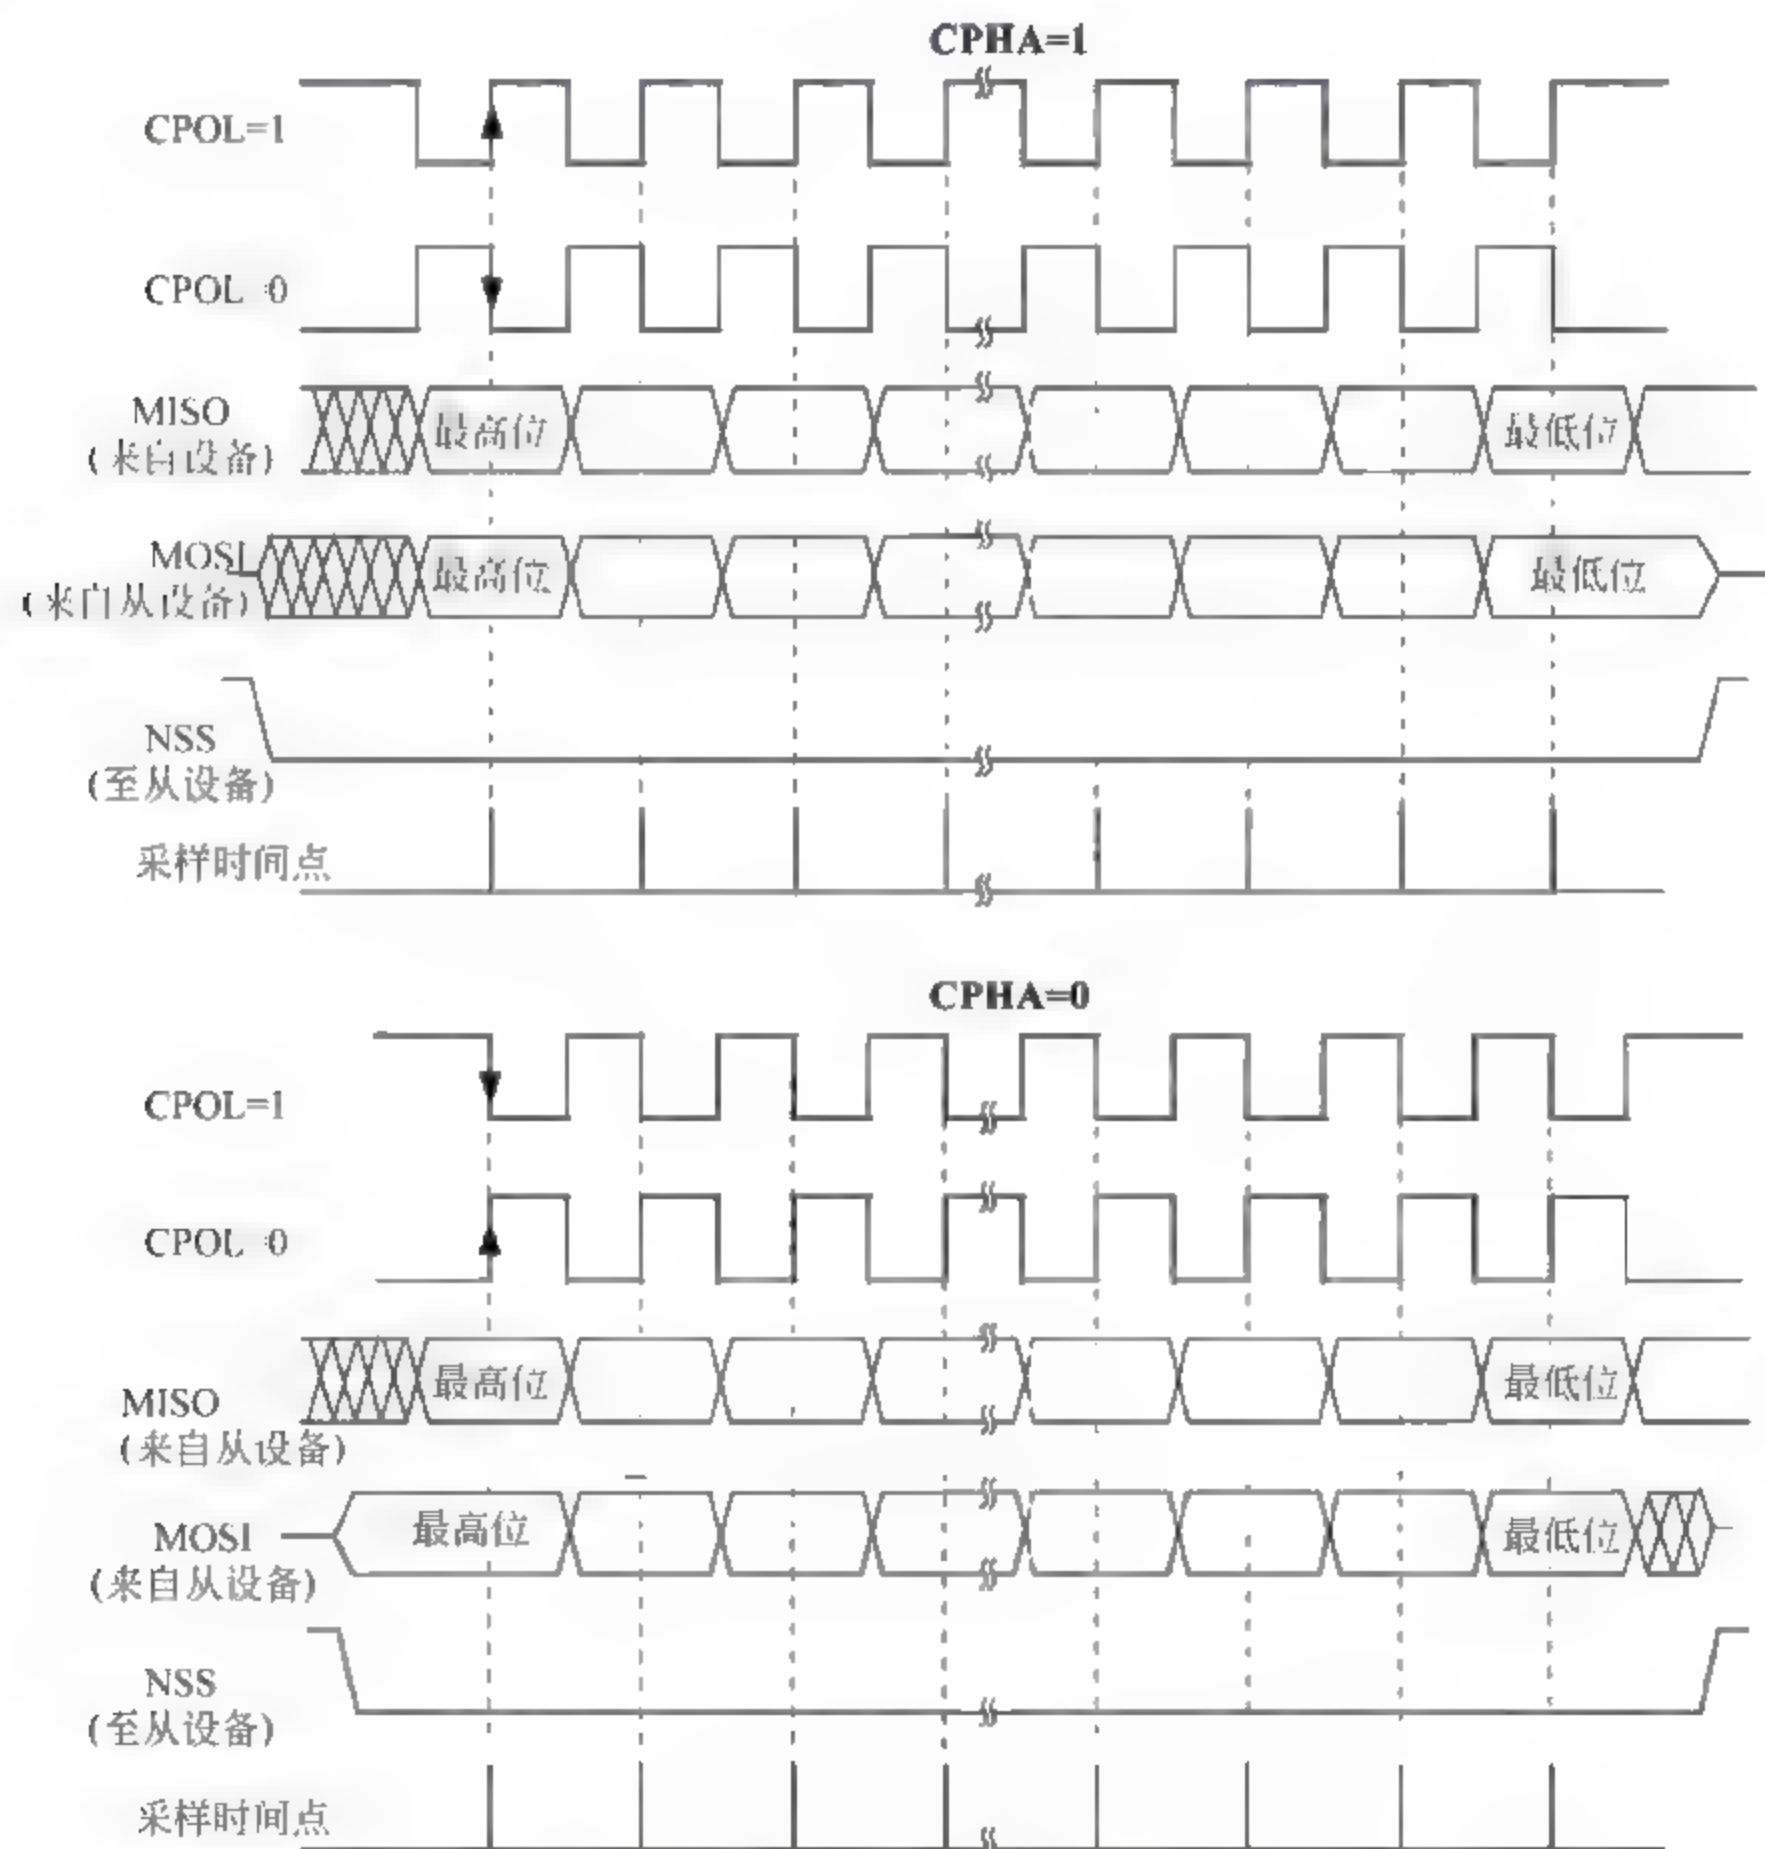 CPHA=1
CPOL=1
CPOL 0
MISO
(来自设备)
最高位
最低位
MOSI
(来自从设备)
最高位
最低位
NSS
(至从设备)
采样时间点
CPHA=0
CPOL=1
CPOL 0
MISO
(来自从设备)
最高位
最低位
MOSI
(来自从设备)
最高位
最低位
NSS
(至从设备)
采样时间点